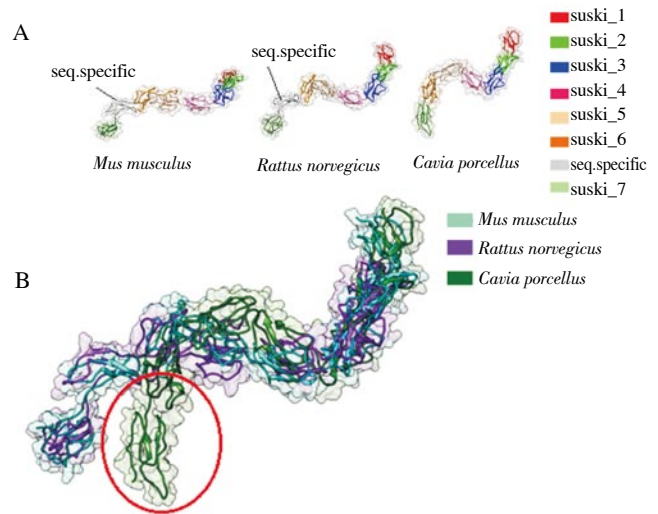 A
seq.specific
seq.specific
Mus musculus
Rattus norvegicus
Cavia porcellus
suski_1
suski_2
suski_3
suski_4
suski_5
suski_6
seq.specific
suski_7
B
Mus musculus
Rattus norvegicus
Cavia porcellus